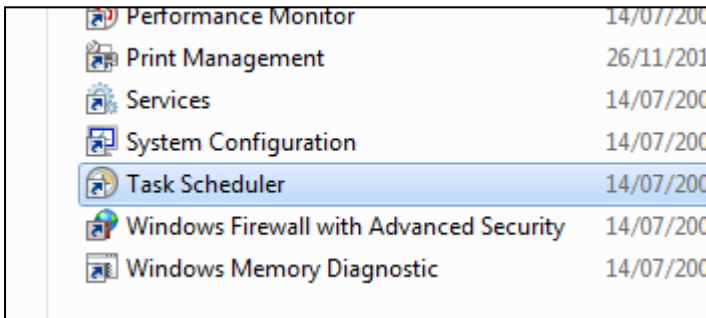 Performance Monitor 14/07/200
Print Management 26/11/201
Services 14/07/200
System Configuration 14/07/200
Task Scheduler 14/07/200
Windows Firewall with Advanced Security 14/07/200
Windows Memory Diagnostic 14/07/200